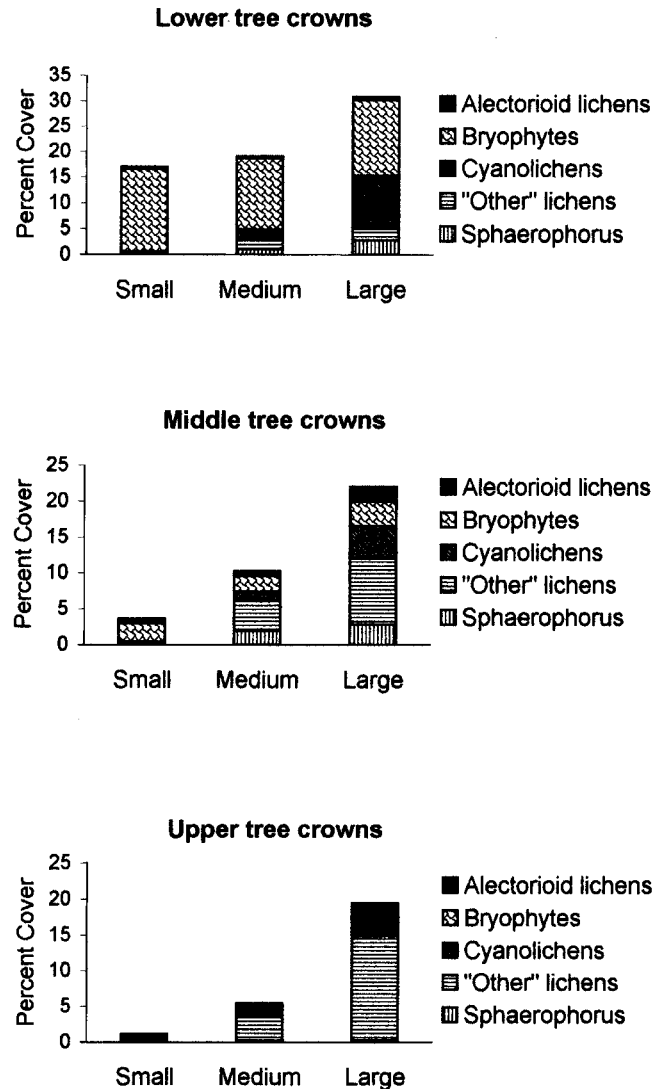 Lower tree crowns
35
30
25
20
15
10
5
0
Percent Cover
Small Medium Large
Alectorioid lichens
Bryophytes
Cyanolichens
"Other" lichens
Sphaerophorus
Middle tree crowns
25
20
15
10
5
0
Percent Cover
Small Medium Large
Alectorioid lichens
Bryophytes
Cyanolichens
"Other" lichens
Sphaerophorus
Upper tree crowns
25
20
15
10
5
0
Percent Cover
Small Medium Large
Alectorioid lichens
Bryophytes
Cyanolichens
"Other" lichens
Sphaerophorus